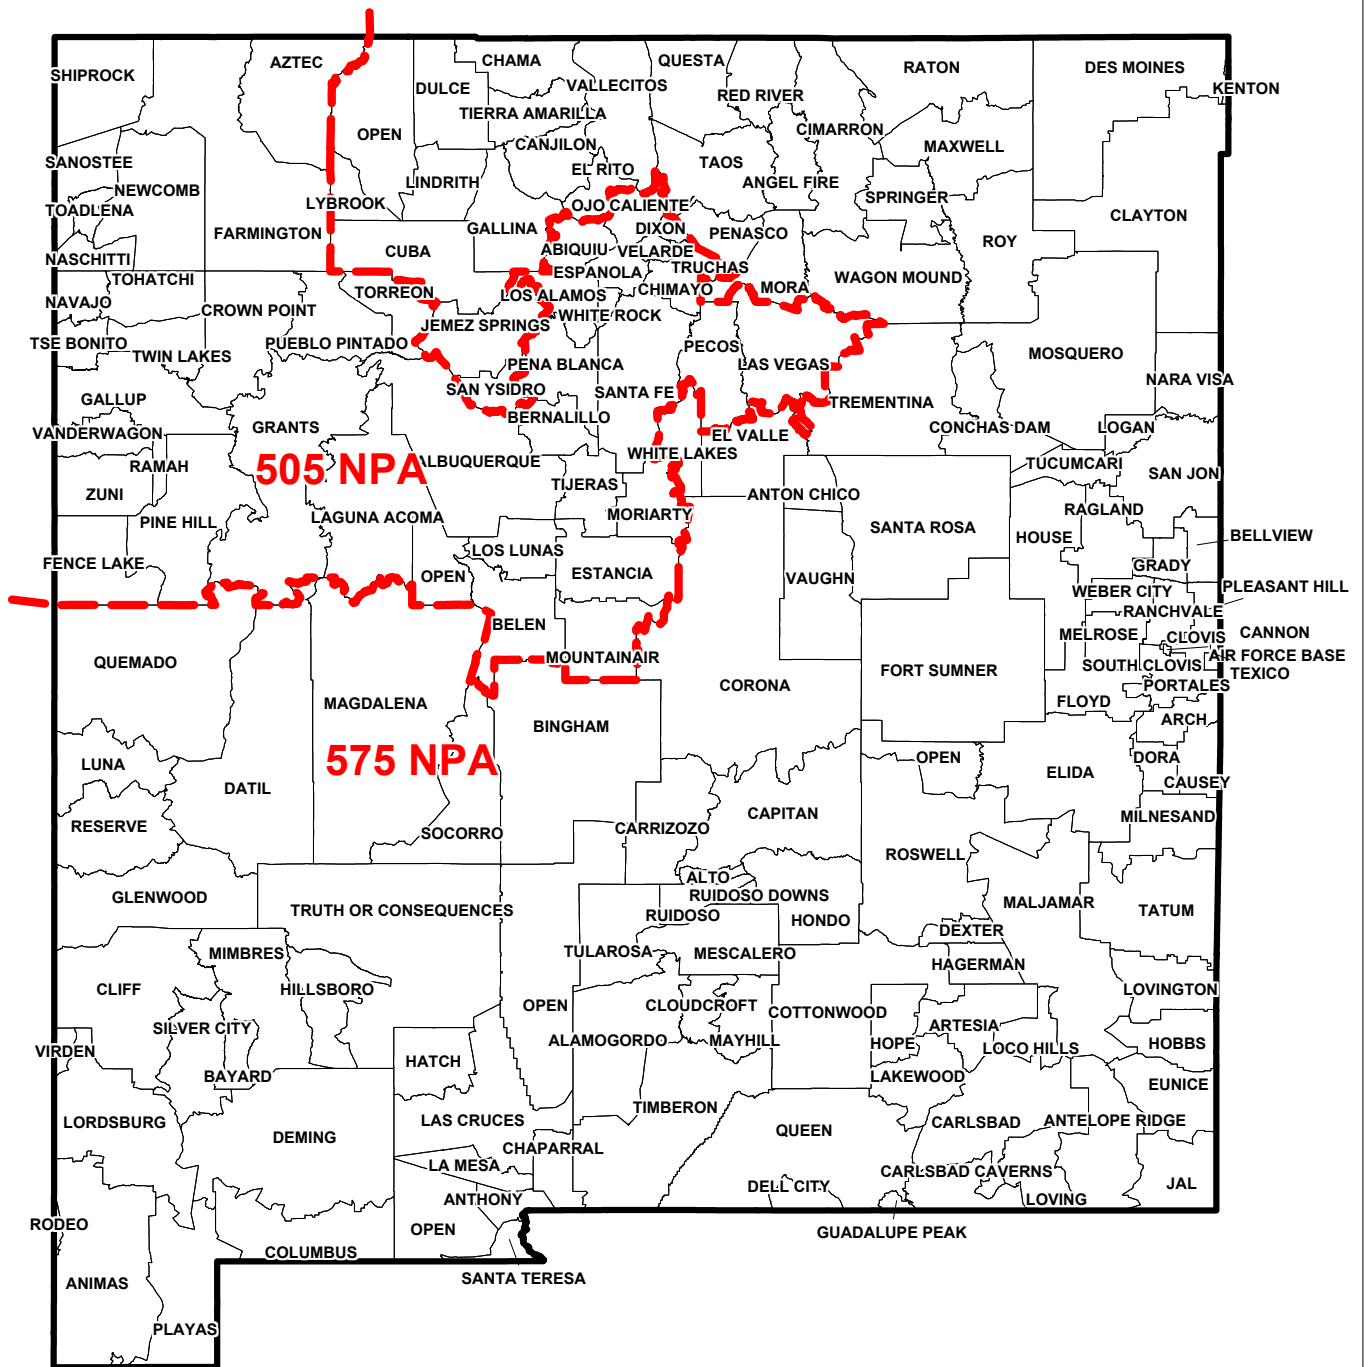 AZTEC
CHAMA
QUESTA
RATON
DES MOINES
SHIPROCK
DULCE
VALLECITOS
RED RIVER
KENTON
TIERRA AMARILLA
OPEN
CANJILON
CIMARRON
MAXWELL
SANOSTEE
EL RITO
TAOS
NEWCOMB
LINDRITH
ANGEL FIRE
SPRINGER
TOADLENA
LYBROOK
OJO CALIENTE
CLAYTON
FARMINGTON
GALLINA
DIXON
PENASCO
ROY
NASCHITTI
CUBA
ABIQUIU
VELARDE
TOHATCHI
ESPANOLA
TRUCHAS
WAGON MOUND
NAVAJO
TORREON
LOS ALAMOS
CHIMAYO
MORA
CROWN POINT
JEMEZ SPRINGS
WHITE ROCK
TSE BONITO
TWIN LAKES
PUEBLO PINTADO
PECOS
MOSQUERO
PENA BLANCA
LAS VEGAS
NARA VISA
GALLUP
SAN YSIDRO
SANTA FE
TREMENTINA
VANDERWAGON
GRANTS
BERNALILLO
EL VALLE
CONCHAS DAM
LOGAN
RAMAH
505 NPA
ALBUQUERQUE
WHITE LAKES
TUCUMCARI
SAN JON
ZUNI
TIJERAS
ANTON CHICO
PINE HILL
LAGUNA ACOMA
MORIARTY
SANTA ROSA
RAGLAND
HOUSE
BELLVIEW
FENCE LAKE
LOS LUNAS
OPEN
ESTANCIA
VAUGHN
GRADY
WEBER CITY
PLEASANT HILL
RANCHVALE
BELEN
MELROSE
CLOVIS
CANNON
AIR FORCE BASE
QUEMADO
MOUNTAINAIR
FORT SUMNER
SOUTH CLOVIS
TEXICO
CORONA
PORTALES
MAGDALENA
FLOYD
ARCH
BINGHAM
575 NPA
LUNA
OPEN
DORA
DATIL
ELIDA
CAUSEY
RESERVE
SOCORRO
CARRIZOZO
CAPITAN
MILNESAND
ROSWELL
ALTO
GLENWOOD
RUIDOSO DOWNS
TRUTH OR CONSEQUENCES
RUIDOSO
HONDO
MALJAMAR
TATUM
DEXTER
MIMBRES
TULAROSA
MESCALERO
HAGERMAN
CLIFF
HILLSBORO
LOVINGTON
OPEN
CLOUDCROFT
COTTONWOOD
SILVER CITY
ARTESIA
VIRDEN
ALAMOGORDO
MAYHILL
HOPE
LOCO HILLS
HOBBS
HATCH
BAYARD
LAKEWOOD
EUNICE
LORDSBURG
LAS CRUCES
TIMBERON
CARLSBAD
ANTELOPE RIDGE
DEMING
QUEEN
CHAPARRAL
LA MESA
CARLSBAD CAVERNS
DELL CITY
JAL
ANTHONY
LOVING
RODEO
OPEN
GUADALUPE PEAK
COLUMBUS
SANTA TERESA
ANIMAS
PLAYAS